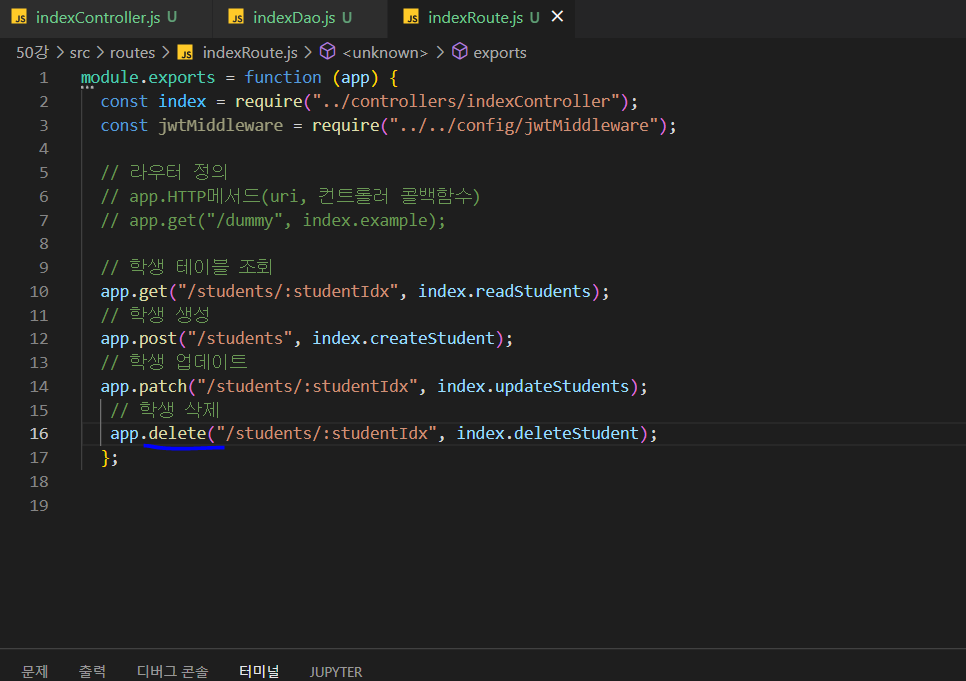 JS indexController.js U JS indexDao.js U JS indexRoute.js U
50강 > src > routes > JS indexRoute.js > <unknown> > exports
1 module.exports = function (app) {
2 const index = require("../controllers/indexController");
3 const jwtMiddleware = require("../../config/jwtMiddleware");
4
5 // 라우터 정의
6 // app.HTTP메서드(uri, 컨트롤러 콜백함수)
7 // app.get("/dummy", index.example);
8
9 // 학생 테이블 조회
10 app.get("/students/:studentIdx", index.readStudents);
11 // 학생 생성
12 app.post("/students", index.createStudent);
13 // 학생 업데이트
14 app.patch("/students/:studentIdx", index.updateStudents);
15 // 학생 삭제
16 app.delete("/students/:studentIdx", index.deleteStudent);
17 };
18
19
문제 출력 디버그 콘솔 터미널 JUPYTER